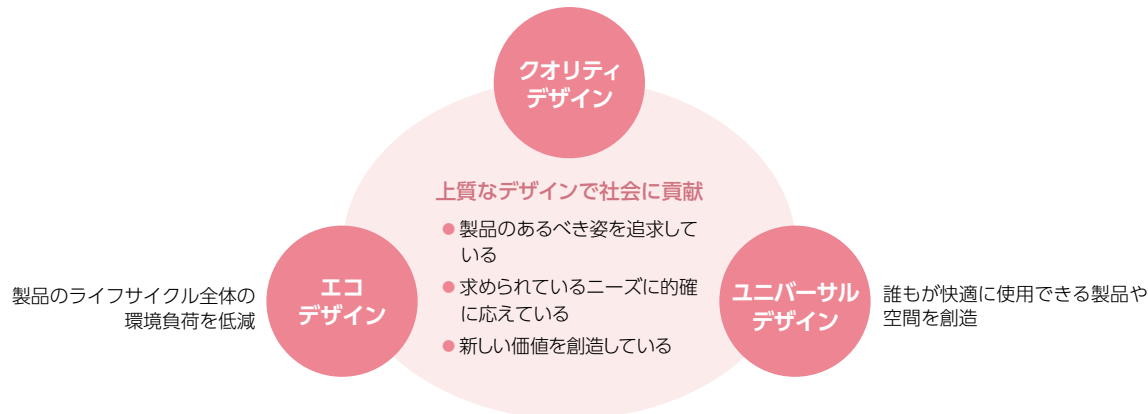 クオリティ
デザイン
上質なデザインで社会に貢献
● 製品のあるべき姿を追求して
いる
● 求められているニーズに的確
に応えている
● 新しい価値を創造している
エコ
デザイン
製品のライフサイクル全体の
環境負荷を低減
ユニバーサル
デザイン
誰もが快適に使用できる製品や
空間を創造